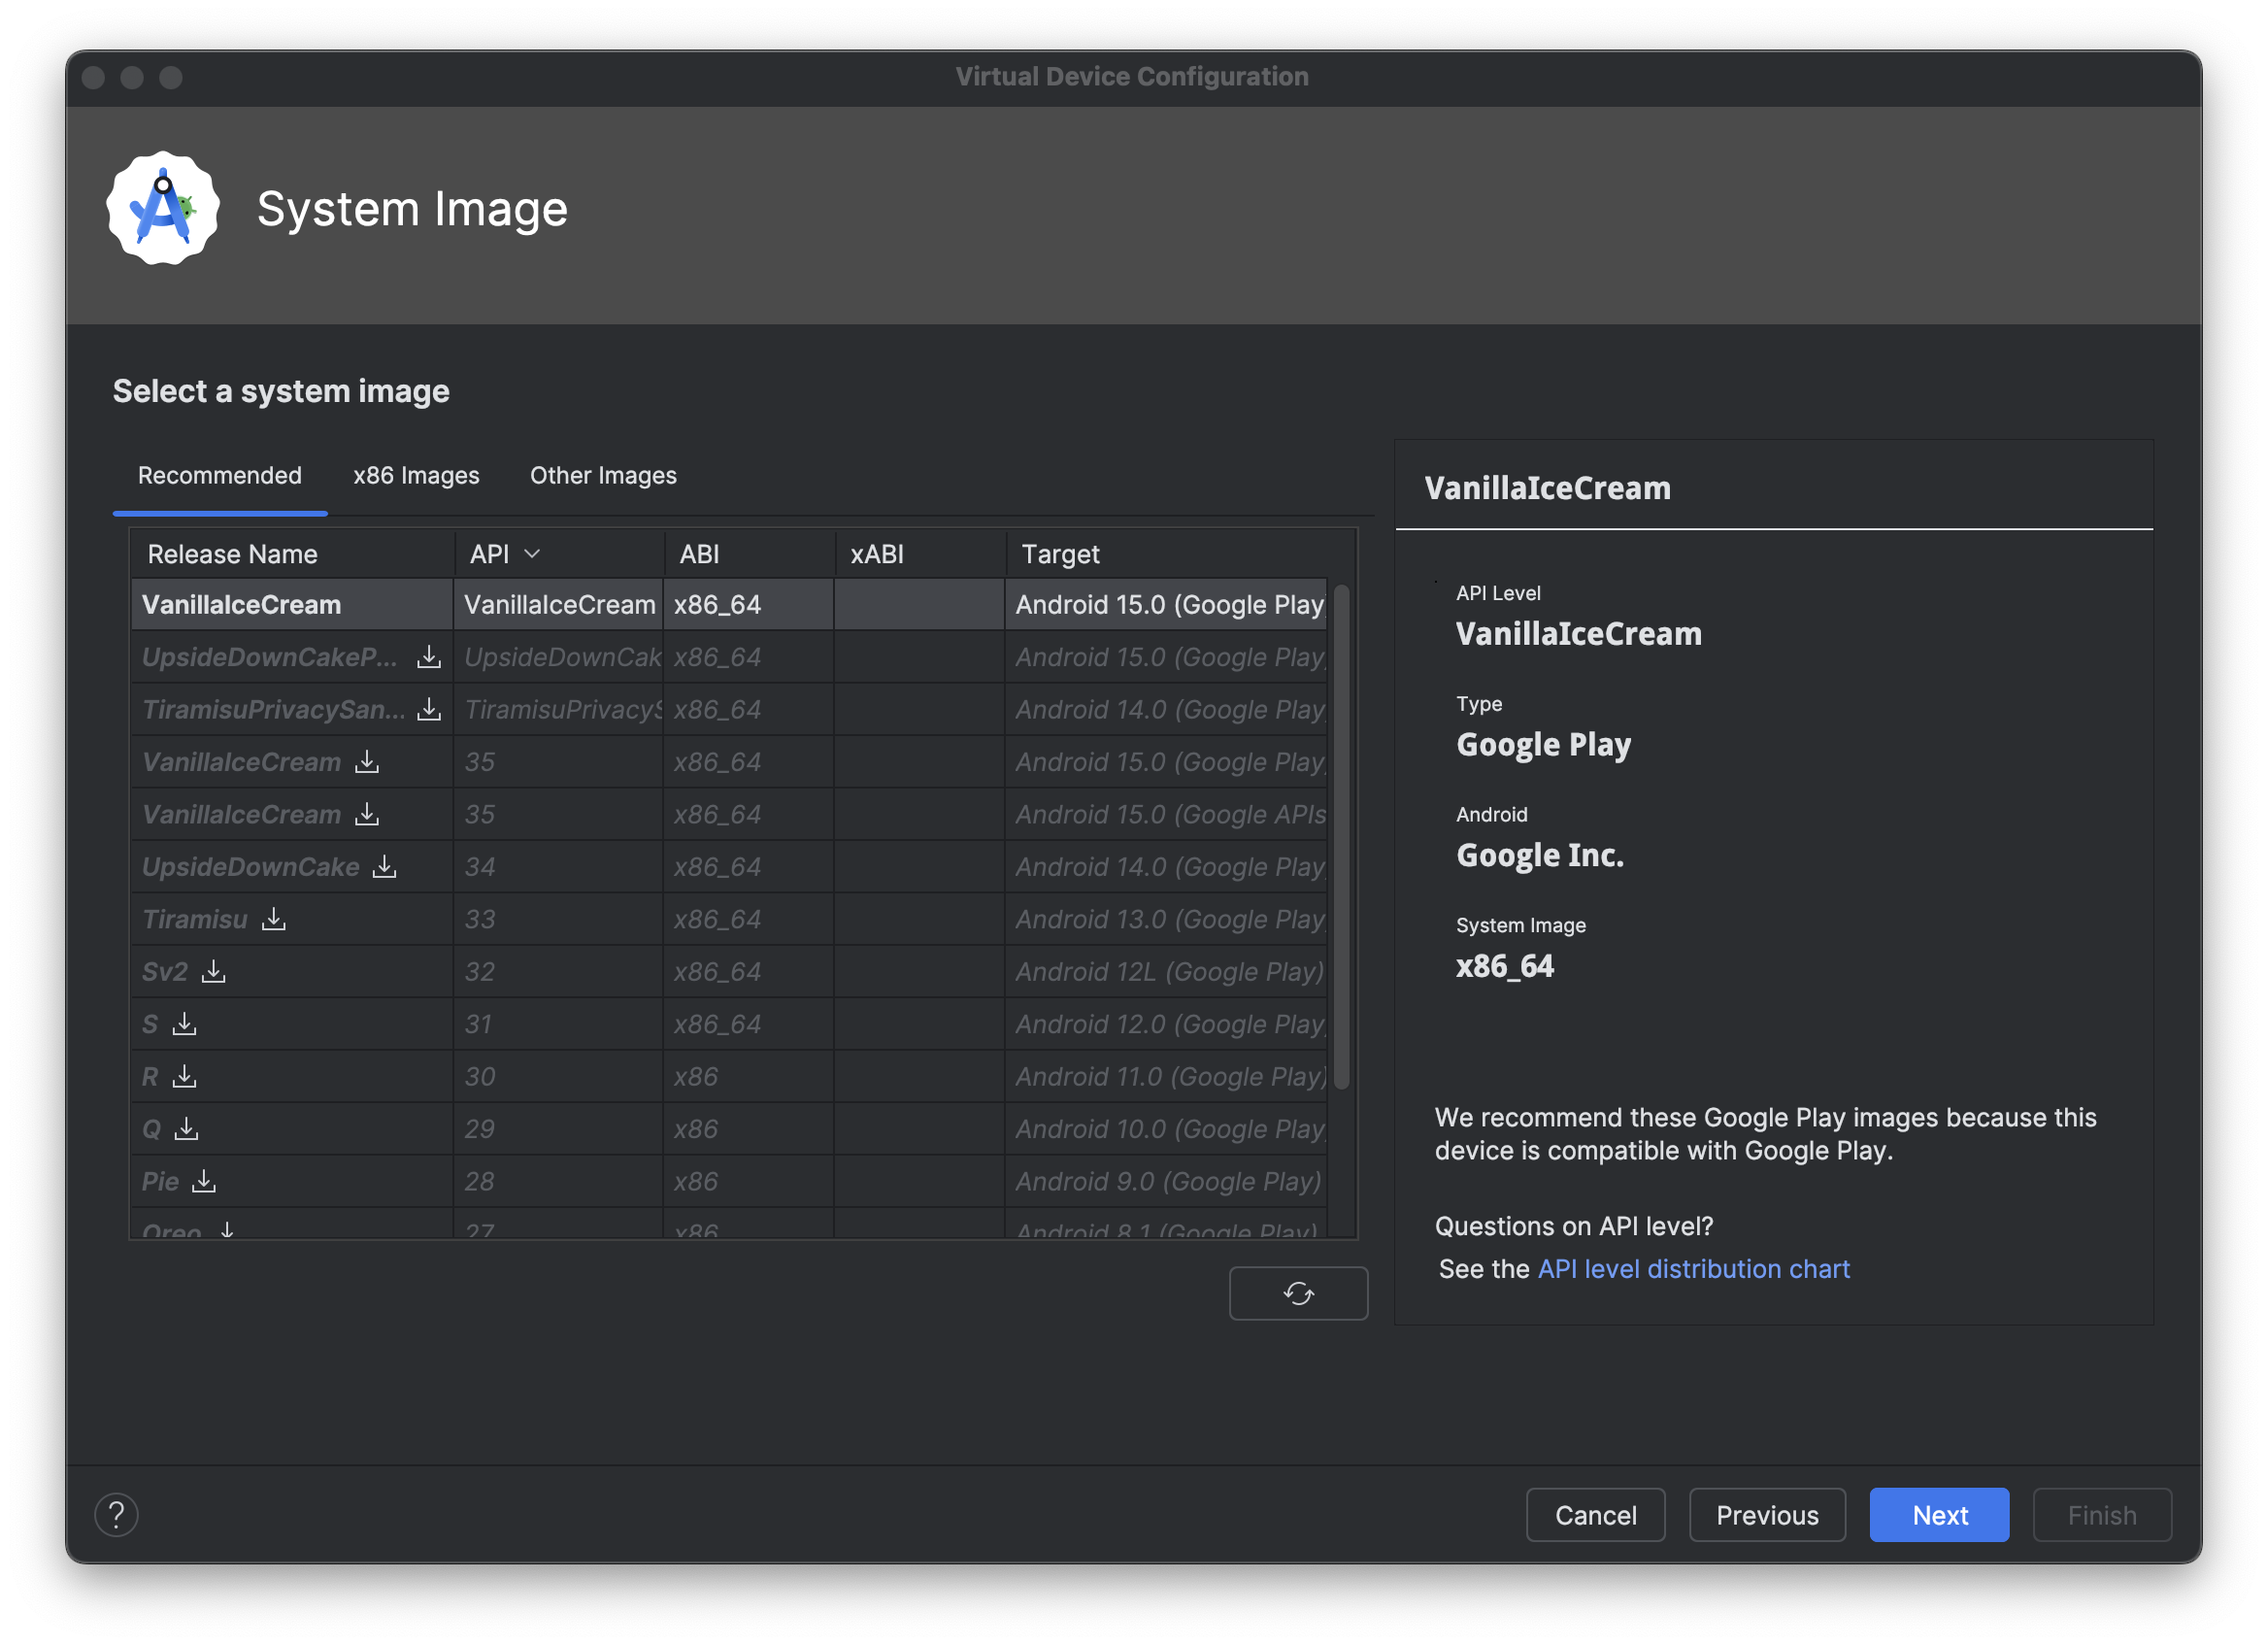 Virtual Device Configuration
System Image
Select a system image
Recommended x86 Images Other Images
Release Name API ABI xABI Target
VanillaIceCream VanillaIceCream x86_64 Android 15.0 (Google Play
UpsideDownCakeP... UpsideDownCak x86_64 Android 15.0 (Google Play
TiramisuPrivacySan... TiramisuPrivacyS x86_64 Android 14.0 (Google Play
VanillaIceCream 35 x86_64 Android 15.0 (Google Play
VanillaIceCream 35 x86_64 Android 15.0 (Google APIs
UpsideDownCake 34 x86_64 Android 14.0 (Google Play
Tiramisu 33 x86_64 Android 13.0 (Google Play
Sv2 32 x86_64 Android 12L (Google Play)
S 31 x86_64 Android 12.0 (Google Play
R 30 x86 Android 11.0 (Google Play)
Q 29 x86 Android 10.0 (Google Play
Pie 28 x86 Android 9.0 (Google Play)
Oreo 27 x86 Android 8.1 (Google Play)
VanillaIceCream
API Level
VanillaIceCream
Type
Google Play
Android
Google Inc.
System Image
x86_64
We recommend these Google Play images because this
device is compatible with Google Play.
Questions on API level?
See the API level distribution chart
? Cancel Previous Next Finish